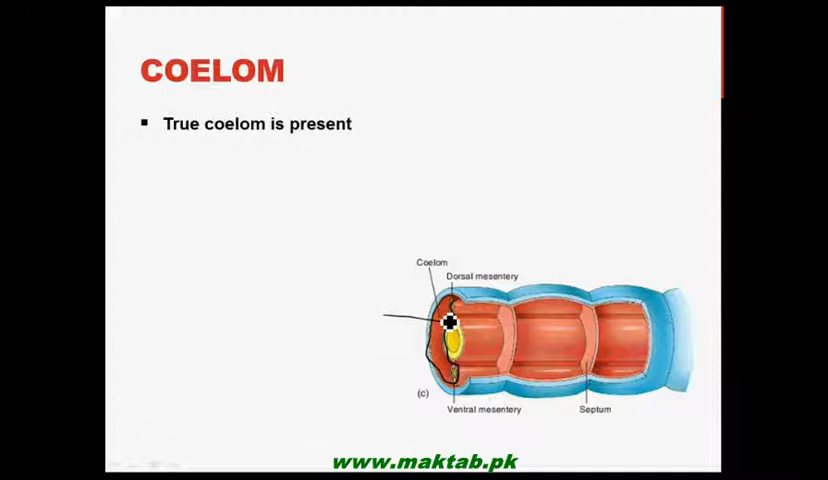 COELOM
▪ True coelom is present
Coelom
Dorsal mesentery
(c)
Ventral mesentery
Septum
www.maktab.pk